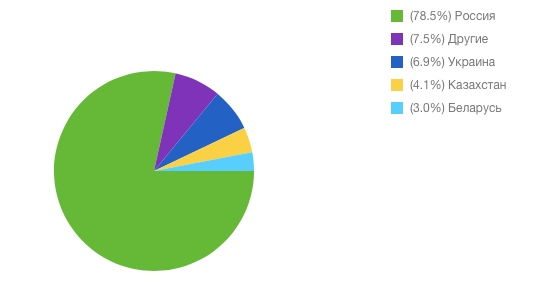 (78.5%) Россия
(7.5%) Другие
(6.9%) Украина
(4.1%) Казахстан
(3.0%) Беларусь